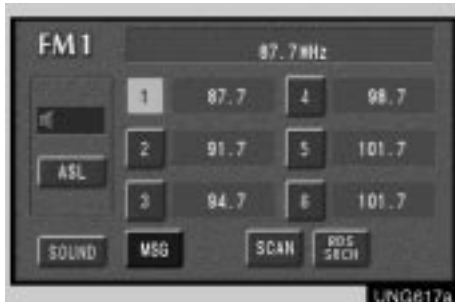 FM1
87.7MHz
1 87.7 4 98.7
ASL
2 91.7 5 101.7
3 94.7 6 101.7
SOUND MSG SCAN RDS
SRCH
UNG617a